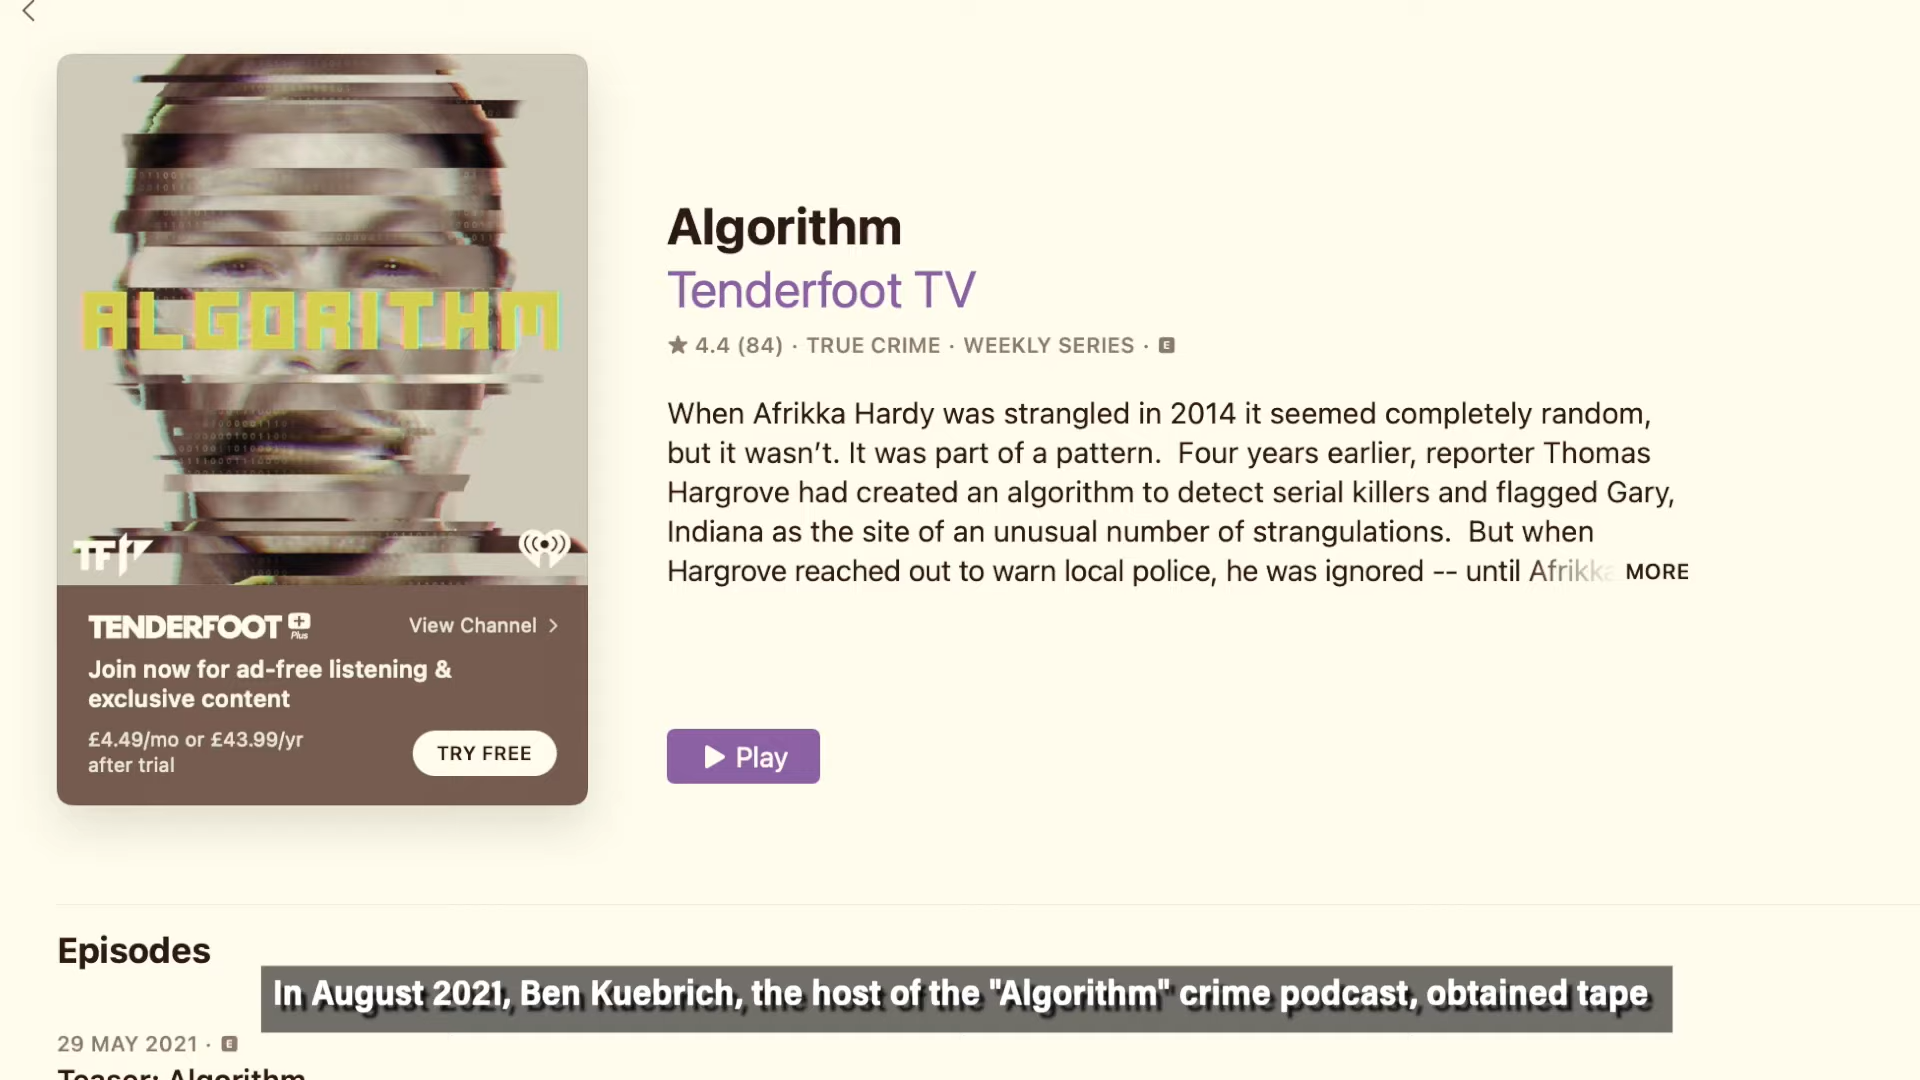 ALGORITHM
TENDERFOOT Plus
View Channel
Join now for ad-free listening &
exclusive content
£4.49/mo or £43.99/yr
after trial
TRY FREE
Algorithm
Tenderfoot TV
4.4 (84) · TRUE CRIME · WEEKLY SERIES · E
When Afrikka Hardy was strangled in 2014 it seemed completely random,
but it wasn’t. It was part of a pattern.  Four years earlier, reporter Thomas
Hargrove had created an algorithm to detect serial killers and flagged Gary,
Indiana as the site of an unusual number of strangulations.  But when
Hargrove reached out to warn local police, he was ignored -- until Afrikka MORE
Play
Episodes
In August 2021, Ben Kuebrich, the host of the "Algorithm" crime podcast, obtained tape
29 MAY 2021 · E
Teaser: Algorithm